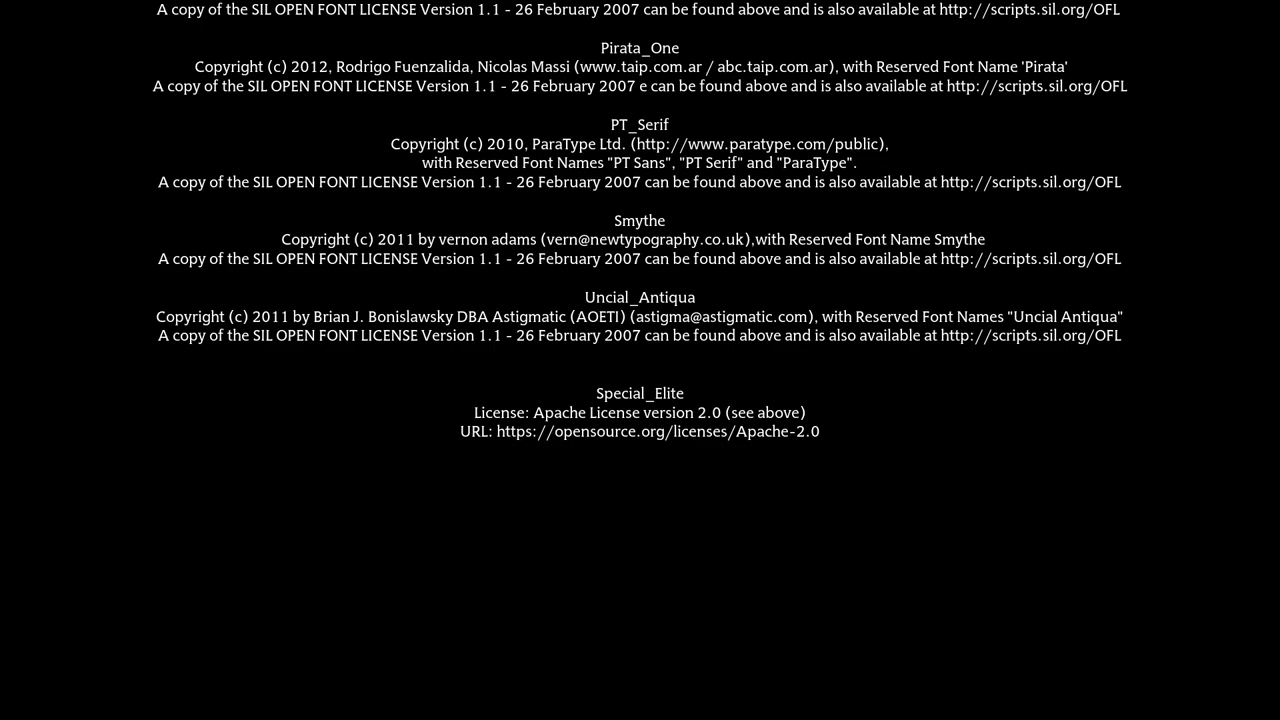 A copy of the SIL OPEN FONT LICENSE Version 1.1 - 26 February 2007 can be found above and is also available at http://scripts.sil.org/OFL
Pirata_One
Copyright (c) 2012, Rodrigo Fuenzalida, Nicolas Massi (www.taip.com.ar / abc.taip.com.ar), with Reserved Font Name 'Pirata'
A copy of the SIL OPEN FONT LICENSE Version 1.1 - 26 February 2007 e can be found above and is also available at http://scripts.sil.org/OFL
PT_Serif
Copyright (c) 2010, ParaType Ltd. (http://www.paratype.com/public),
with Reserved Font Names "PT Sans", "PT Serif" and "ParaType".
A copy of the SIL OPEN FONT LICENSE Version 1.1 - 26 February 2007 can be found above and is also available at http://scripts.sil.org/OFL
Smythe
Copyright (c) 2011 by vernon adams (vern@newtypography.co.uk),with Reserved Font Name Smythe
A copy of the SIL OPEN FONT LICENSE Version 1.1 - 26 February 2007 can be found above and is also available at http://scripts.sil.org/OFL
Uncial_Antiqua
Copyright (c) 2011 by Brian J. Bonislawsky DBA Astigmatic (AOETI) (astigma@astigmatic.com), with Reserved Font Names "Uncial Antiqua"
A copy of the SIL OPEN FONT LICENSE Version 1.1 - 26 February 2007 can be found above and is also available at http://scripts.sil.org/OFL
Special_Elite
License: Apache License version 2.0 (see above)
URL: https://opensource.org/licenses/Apache-2.0